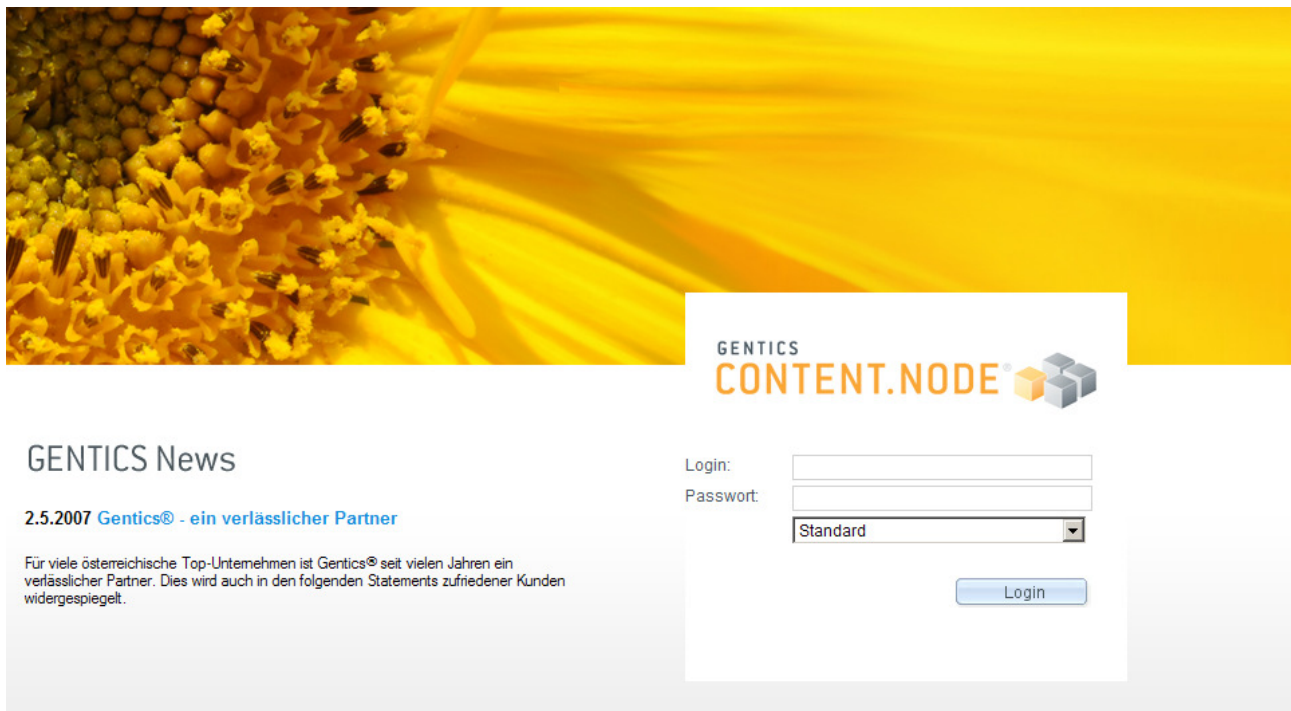 GENTICS
CONTENT.NODE®
GENTICS News
2.5.2007 Gentics® - ein verlässlicher Partner
Für viele österreichische Top-Unternehmen ist Gentics® seit vielen Jahren ein
verlässlicher Partner. Dies wird auch in den folgenden Statements zufriedener Kunden
widergespiegelt.
Login:
Passwort:
Standard
Login